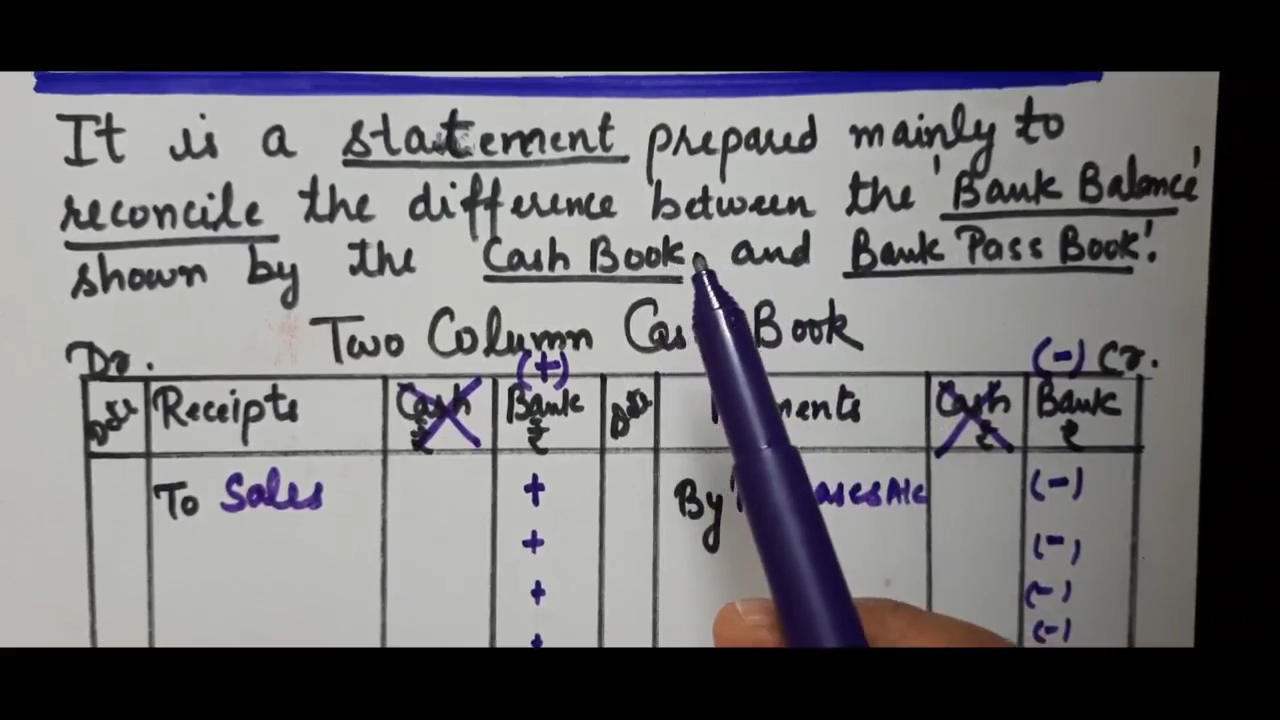 It is a statement prepared mainly to
reconcile the difference between the 'Bank Balance'
shown by the Cash Book and Bank Pass Book'.
Two Column Book
Dr. (+) (-) Cr.
Receipts Cash ₹ Bank ₹ Cash ₹ Bank ₹
To Sales + By A/c (-)
+ (-)
+ (-)
+ (-)